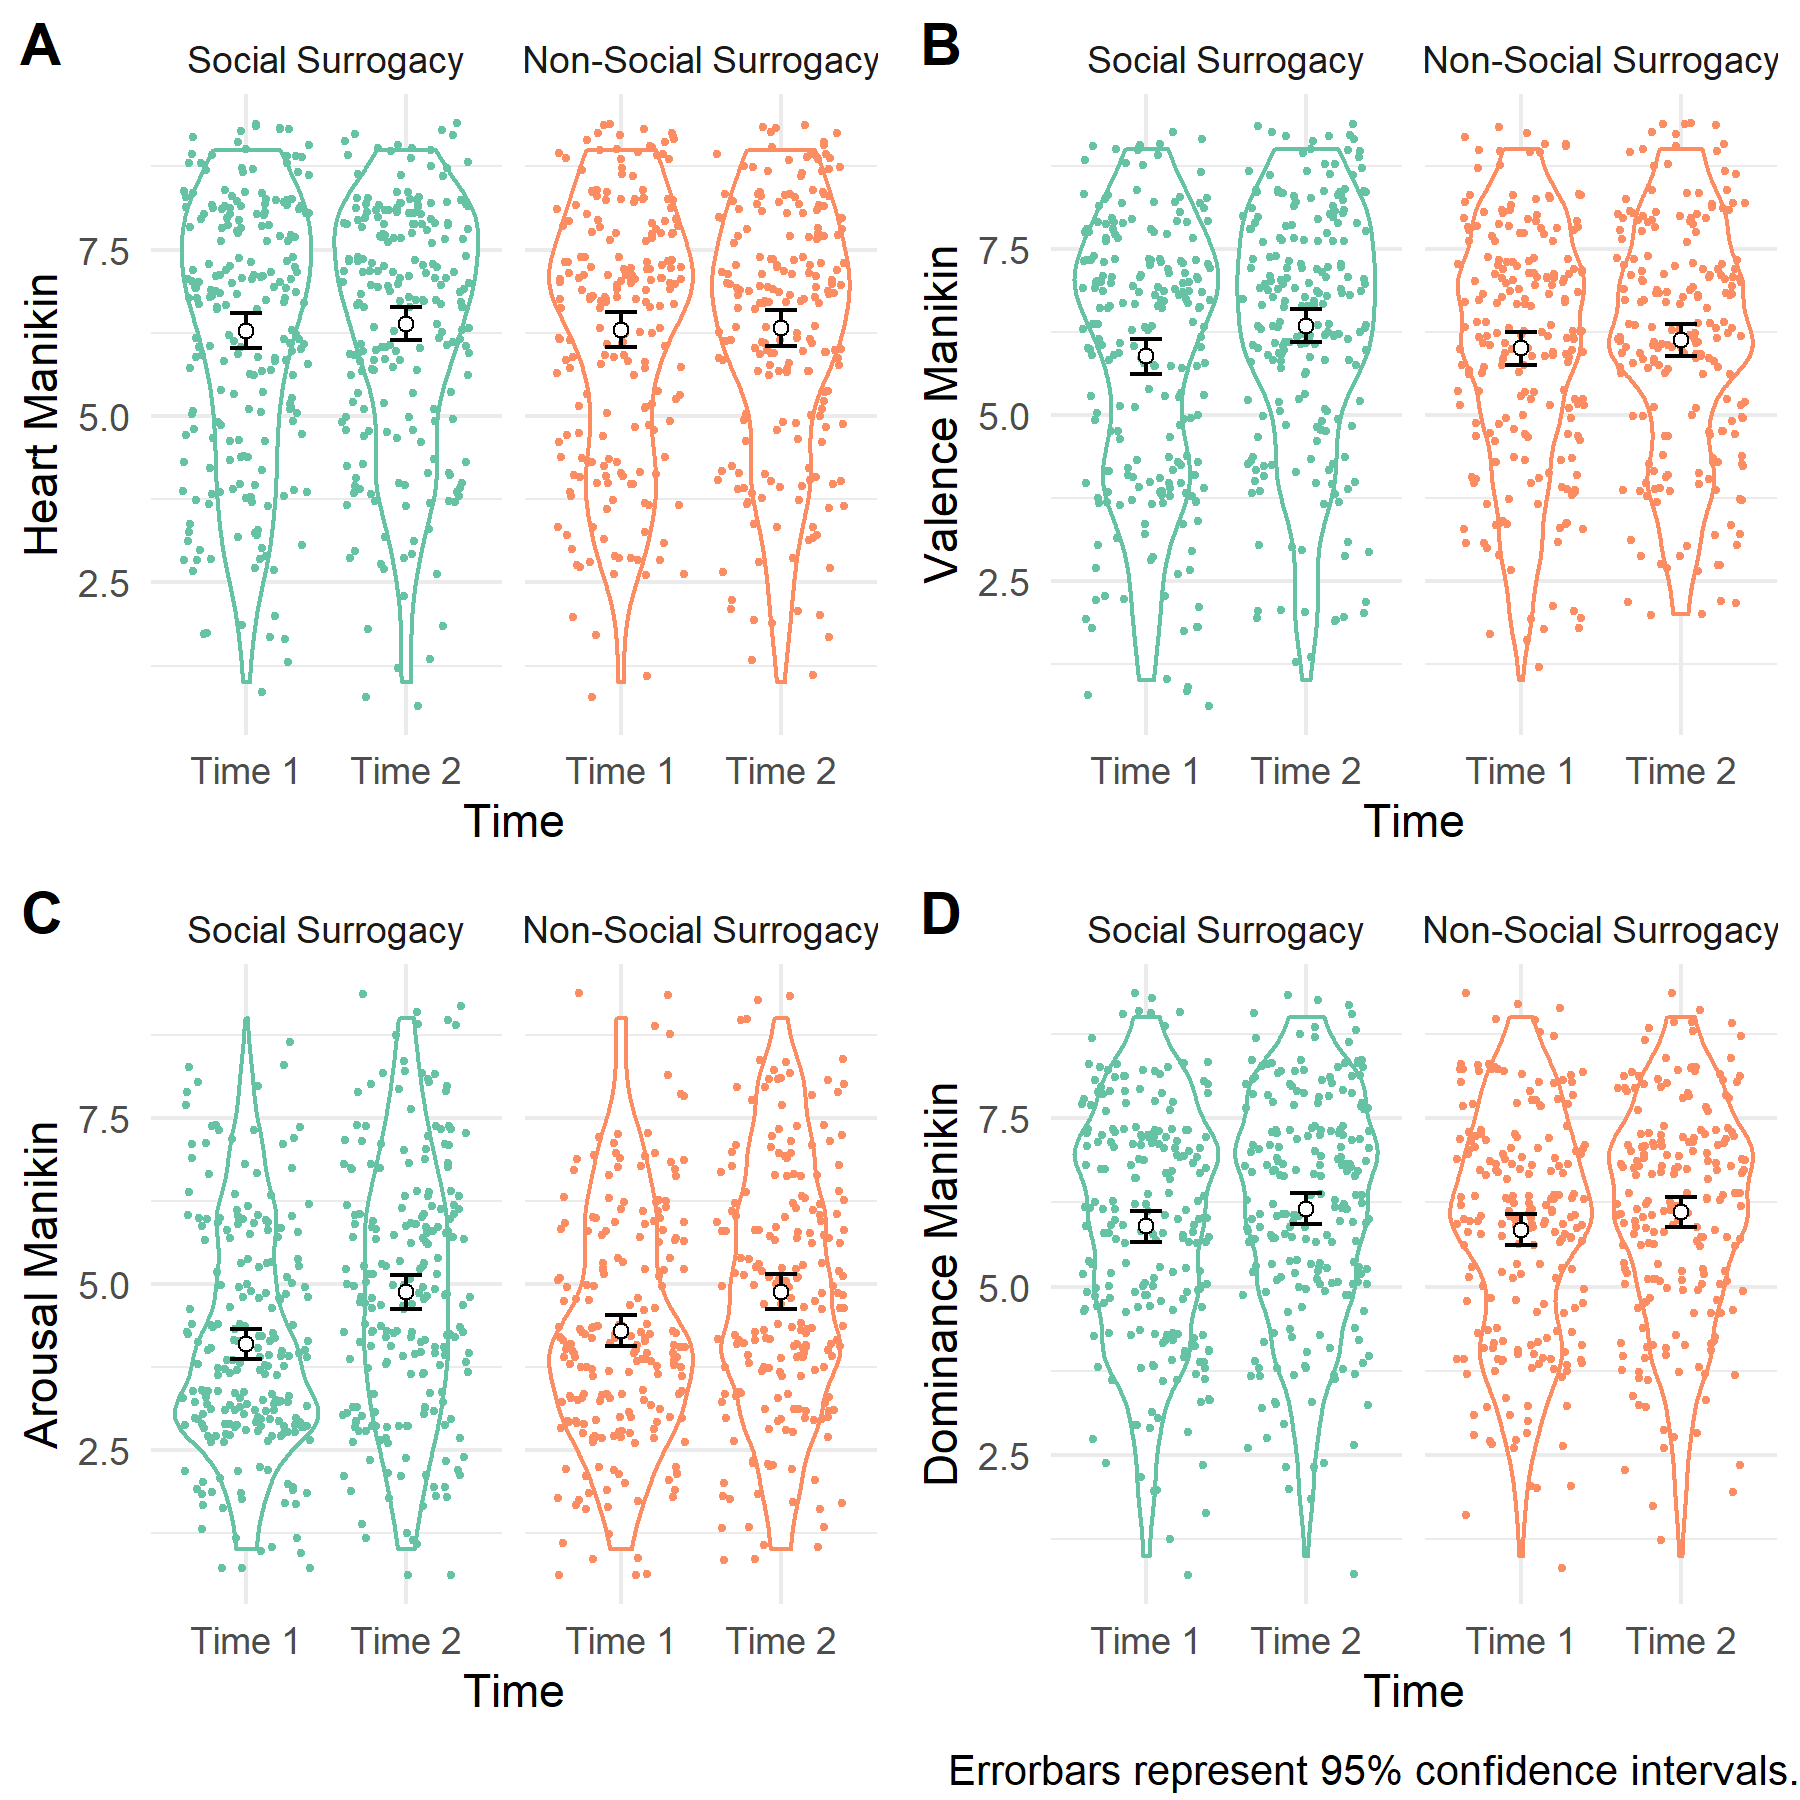 A
Social Surrogacy
Non-Social Surrogacy
Heart Manikin
7.5
5.0
2.5
Time 1
Time 2
Time 1
Time 2
Time
B
Social Surrogacy
Non-Social Surrogacy
Valence Manikin
7.5
5.0
2.5
Time 1
Time 2
Time 1
Time 2
Time
C
Social Surrogacy
Non-Social Surrogacy
Arousal Manikin
7.5
5.0
2.5
Time 1
Time 2
Time 1
Time 2
Time
D
Social Surrogacy
Non-Social Surrogacy
Dominance Manikin
7.5
5.0
2.5
Time 1
Time 2
Time 1
Time 2
Time
Errorbars represent 95% confidence intervals.